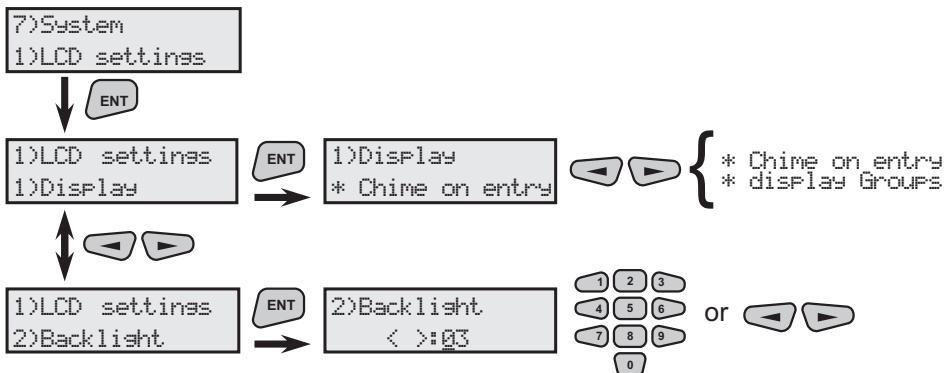 7)System
1)LCD settings
ENT
1)LCD settings
1)Display
ENT
1)Display
* Chime on entry
* Chime on entry
* display Groups
1)LCD settings
2)Backlight
ENT
2)Backlight
< >:03
1 2 3
4 5 6
7 8 9
0
or